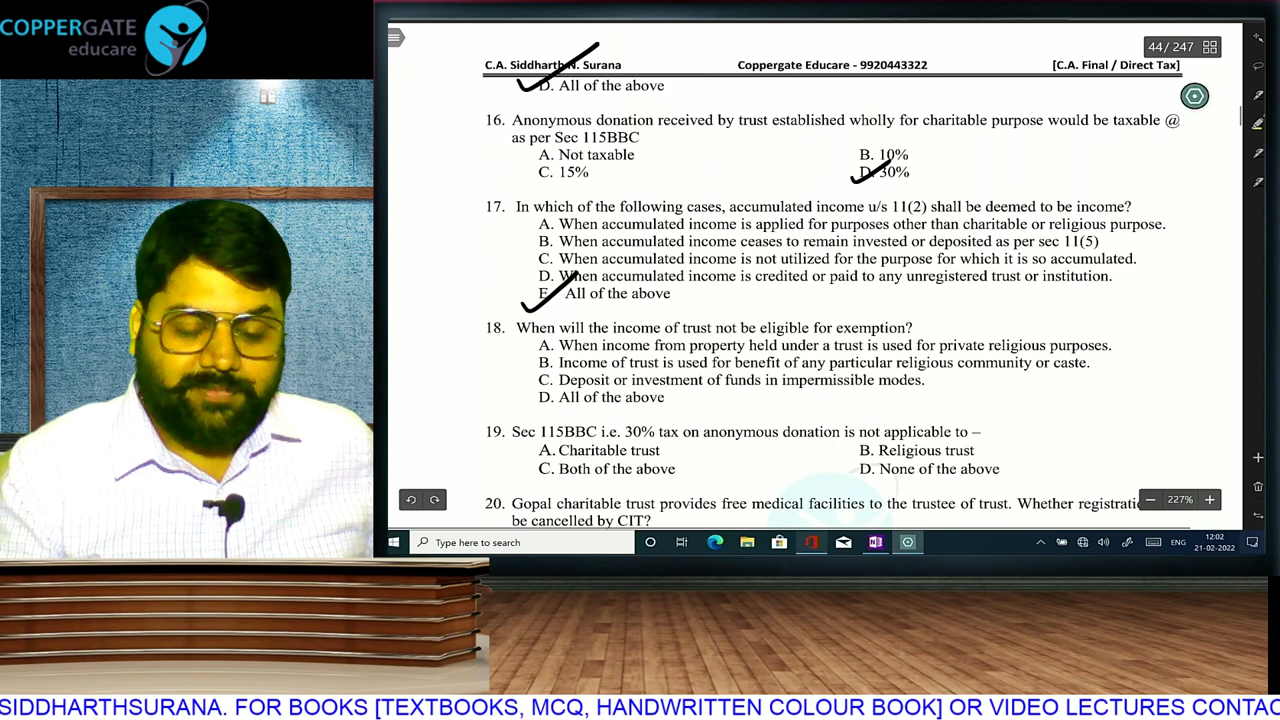 COPPERGATE
educare
44 / 247
C.A. Siddharth N. Surana Coppergate Educare - 9920443322 [C.A. Final / Direct Tax]
D. All of the above
16. Anonymous donation received by trust established wholly for charitable purpose would be taxable @
as per Sec 115BBC
A. Not taxable B. 10%
C. 15% D. 30%
17. In which of the following cases, accumulated income u/s 11(2) shall be deemed to be income?
A. When accumulated income is applied for purposes other than charitable or religious purpose.
B. When accumulated income ceases to remain invested or deposited as per sec 11(5)
C. When accumulated income is not utilized for the purpose for which it is so accumulated.
D. When accumulated income is credited or paid to any unregistered trust or institution.
E. All of the above
18. When will the income of trust not be eligible for exemption?
A. When income from property held under a trust is used for private religious purposes.
B. Income of trust is used for benefit of any particular religious community or caste.
C. Deposit or investment of funds in impermissible modes.
D. All of the above
19. Sec 115BBC i.e. 30% tax on anonymous donation is not applicable to –
A. Charitable trust B. Religious trust
C. Both of the above D. None of the above
20. Gopal charitable trust provides free medical facilities to the trustee of trust. Whether
227%
be cancelled by CIT?
Type here to search
ENG
12:02
21-02-2022
SIDDHARTHSURANA. FOR BOOKS [TEXTBOOKS, MCQ, HANDWRITTEN COLOUR BOOK] OR VIDEO LECTURES